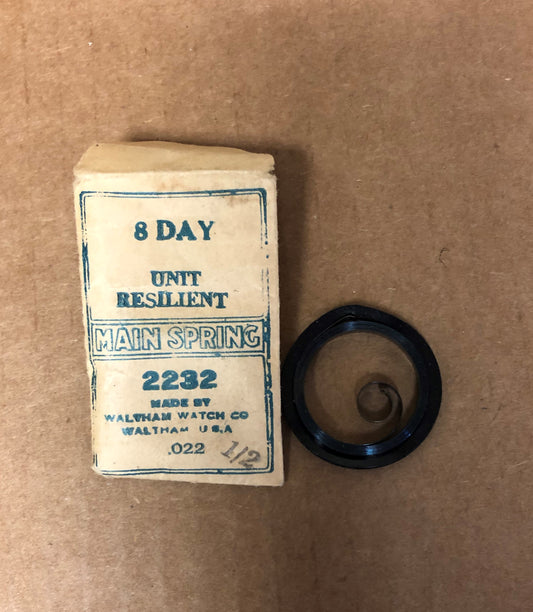 8 DAY
UNIT
RESILIENT
MAIN SPRING
2232
MADE BY
WALTHAM WATCH CO
WALTHAM U.S.A
.022
1/2